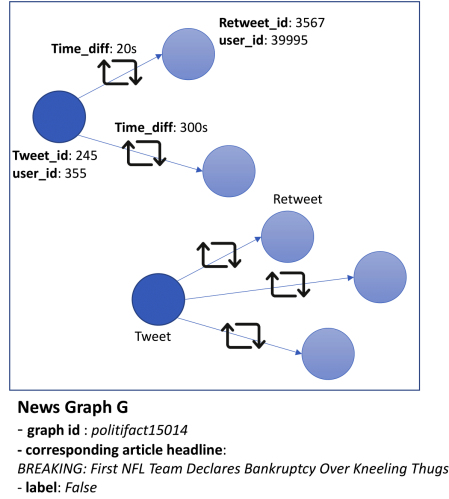 Retweet_id: 3567
user_id: 39995
Time_diff: 20s
Time_diff: 300s
Tweet_id: 245
user_id: 355
Retweet
Tweet
News Graph G
- graph id : politifact15014
- corresponding article headline:
BREAKING: First NFL Team Declares Bankruptcy Over Kneeling Thugs
- label: False